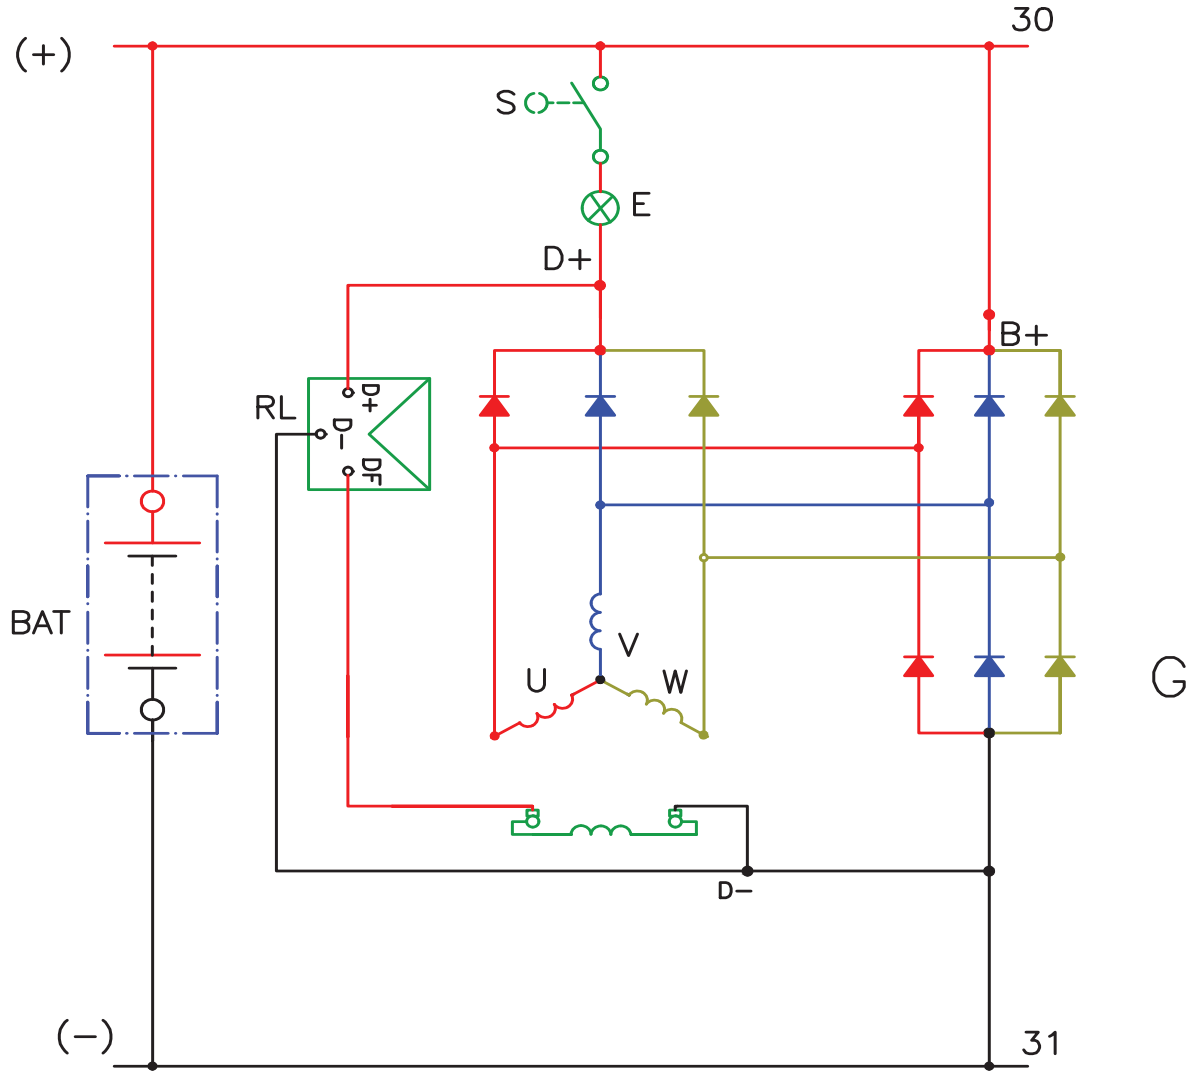 30
(+)
S
E
D+
B+
RL
D+
D-
DF
BAT
V
U
W
G
D-
(-)
31